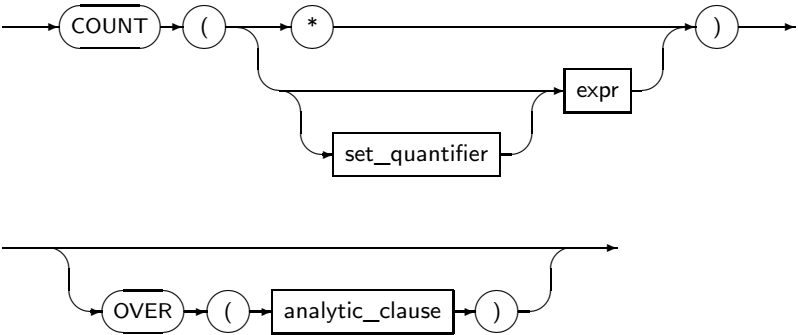 COUNT ( * )
expr
set_quantifier
OVER ( analytic_clause )